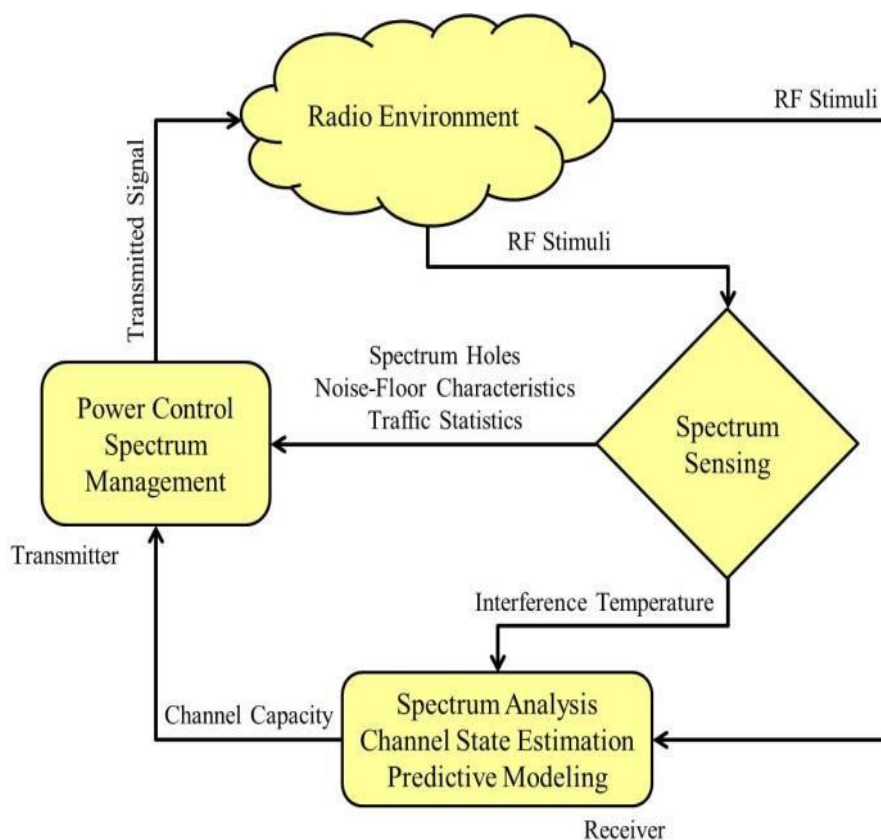 Radio Environment
RF Stimuli
RF Stimuli
Transmitted Signal
Spectrum Holes
Noise-Floor Characteristics
Traffic Statistics
Power Control
Spectrum
Management
Spectrum
Sensing
Transmitter
Interference Temperature
Channel Capacity
Spectrum Analysis
Channel State Estimation
Predictive Modeling
Receiver